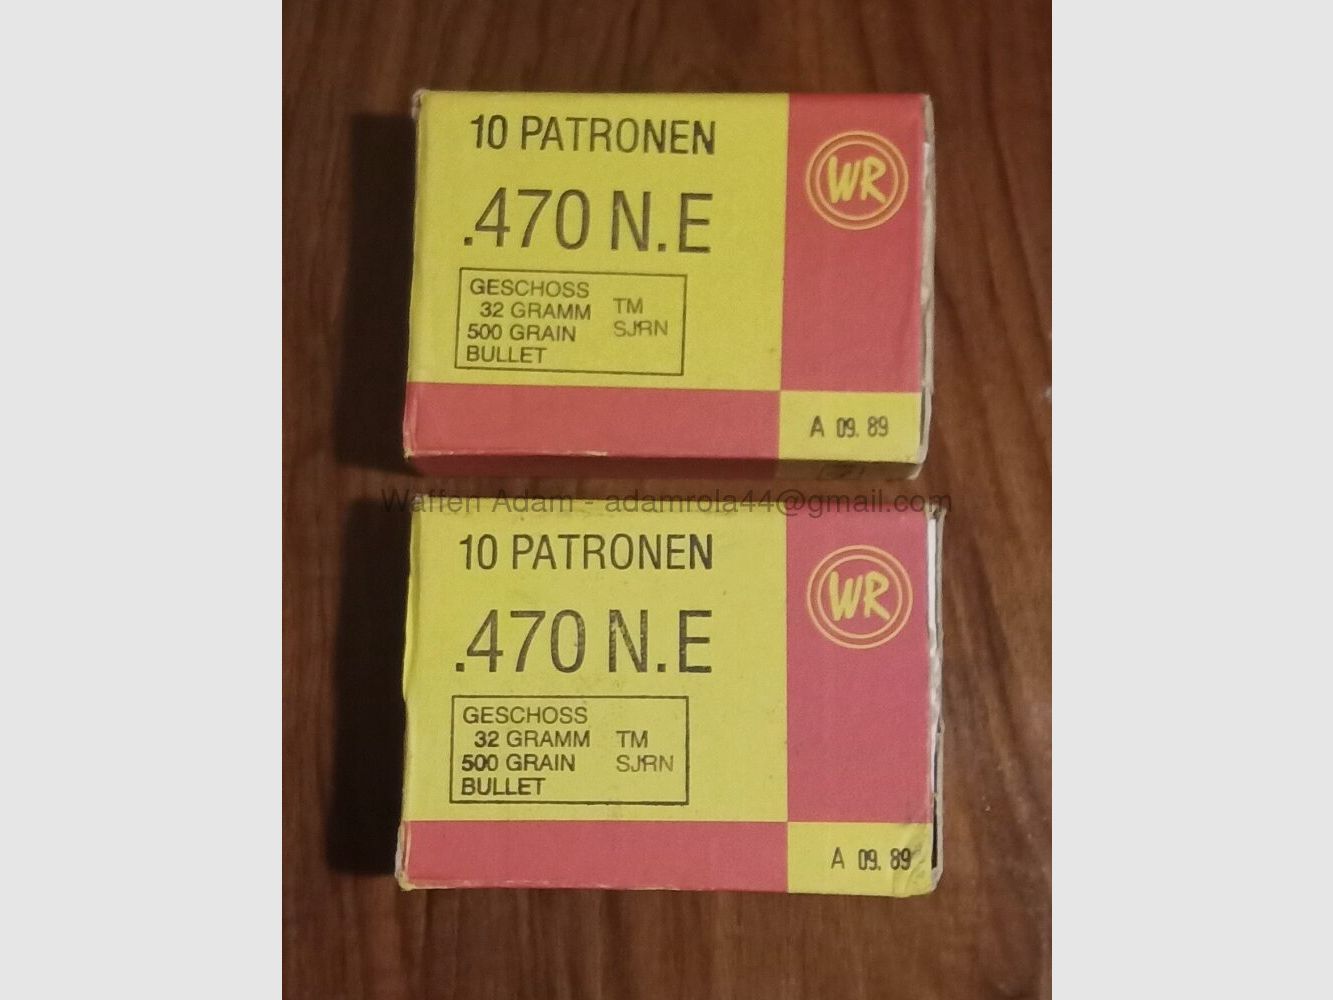 10 PATRONEN
WR
.470 N.E
GESCHOSS
32 GRAMM TM
500 GRAIN SJRN
BULLET
A 09. 89
Waffen Adam - adamrola44@gmail.com
10 PATRONEN
WR
.470 N.E
GESCHOSS
32 GRAMM TM
500 GRAIN SJRN
BULLET
A 09. 89